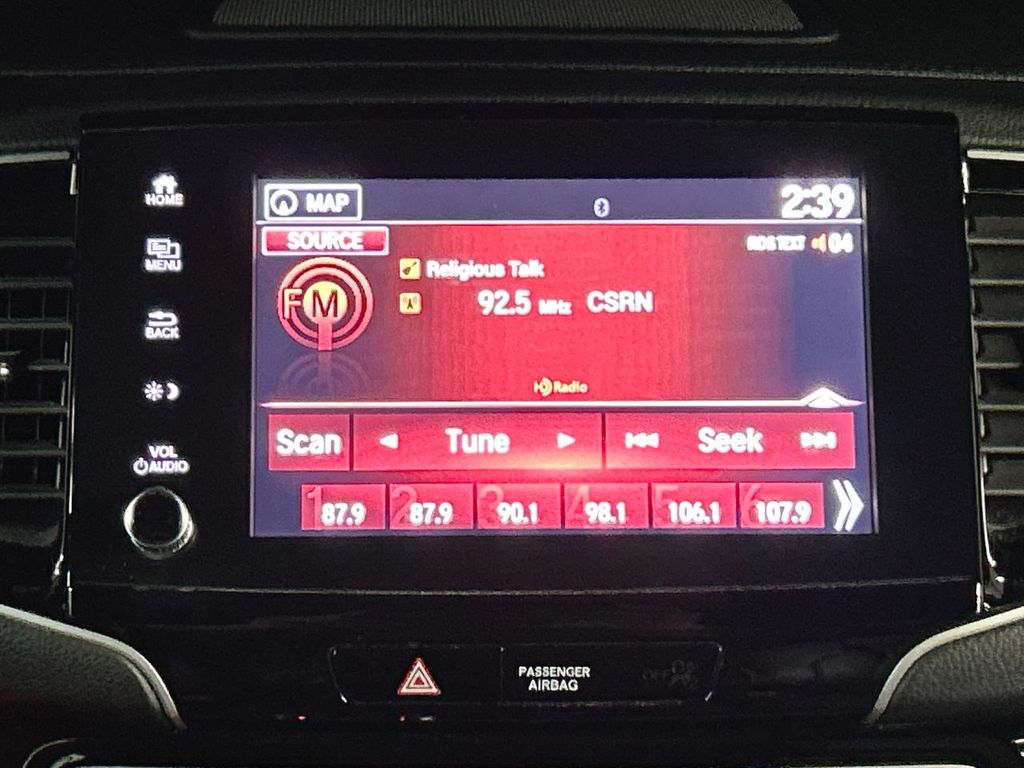 HOME
MENU
BACK
VOL
AUDIO
MAP
2:39
SOURCE
RDS TEXT 04
FM
Religious Talk
92.5 MHz CSRN
HD Radio
Scan Tune Seek
1 87.9 2 87.9 3 90.1 4 98.1 5 106.1 6 107.9
PASSENGER
AIRBAG
OFF